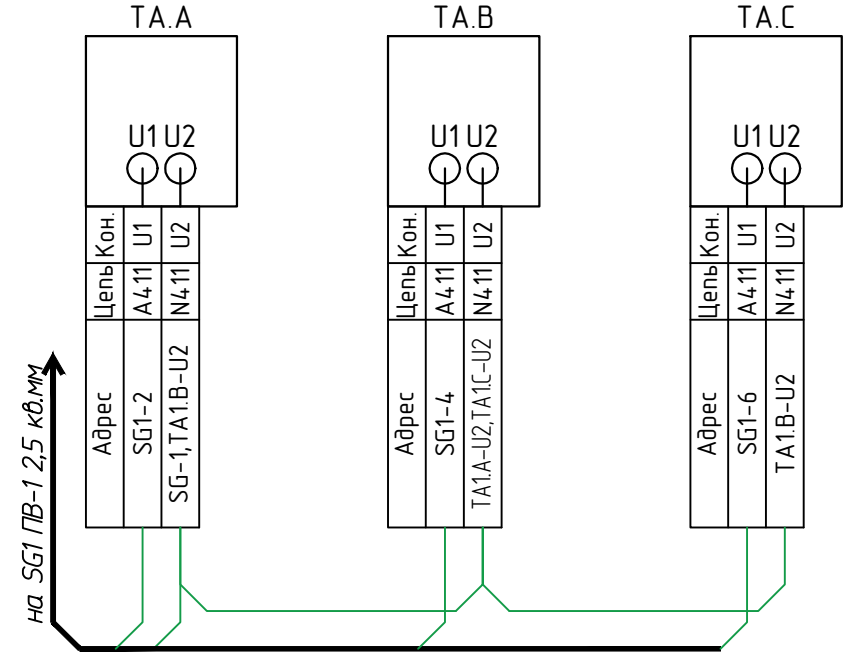 TA.A
TA.B
TA.C
U1 U2
U1 U2
U1 U2
Кон. U1 U2
Цепь A411 N411
Адрес SG1-2 SG-1,TA1.B-U2
Кон. U1 U2
Цепь A411 N411
Адрес SG1-4 TA1.A-U2,TA1.C-U2
Кон. U1 U2
Цепь A411 N411
Адрес SG1-6 TA1.B-U2
на SG1 ПВ-1 2,5 кв.мм